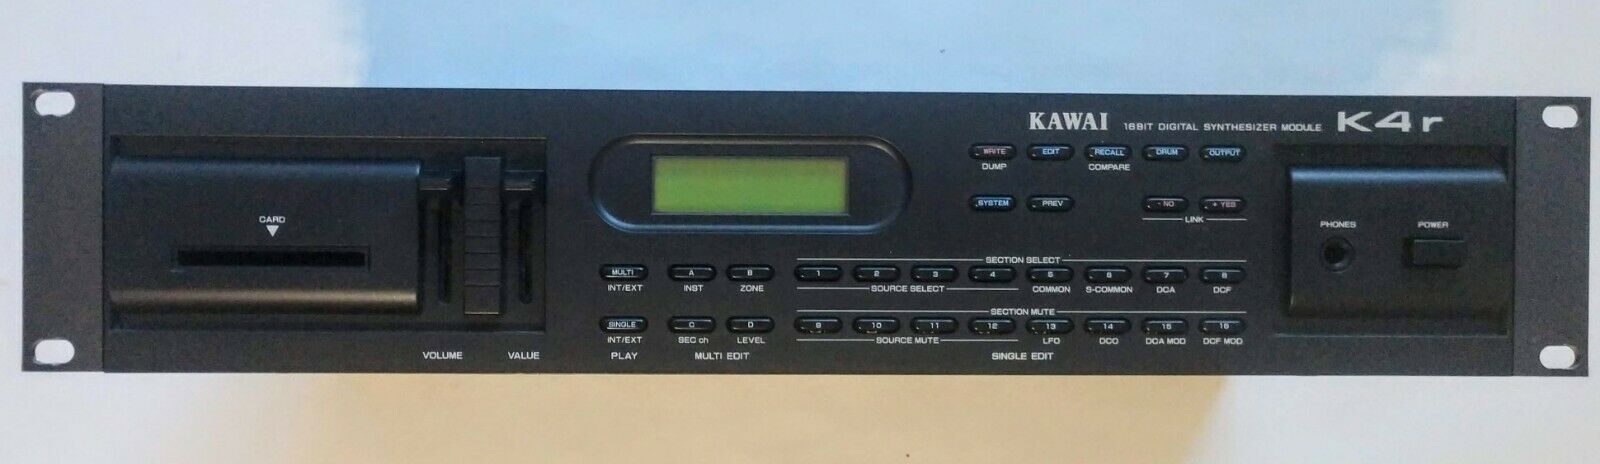 KAWAI 16BIT DIGITAL SYNTHESIZER MODULE K4r
WRITE EDIT RECALL DRUM OUTPUT
DUMP COMPARE
SYSTEM PREV - NO + YES
LINK
CARD
PHONES POWER
SECTION SELECT
MULTI A B 1 2 3 4 5 6 7 8
INT/EXT INST ZONE SOURCE SELECT COMMON S-COMMON DCA DCF
SECTION MUTE
SINGLE C D 9 10 11 12 13 14 15 16
INT/EXT SEC ch LEVEL SOURCE MUTE LFO DCO DCA MOD DCF MOD
VOLUME VALUE PLAY MULTI EDIT SINGLE EDIT